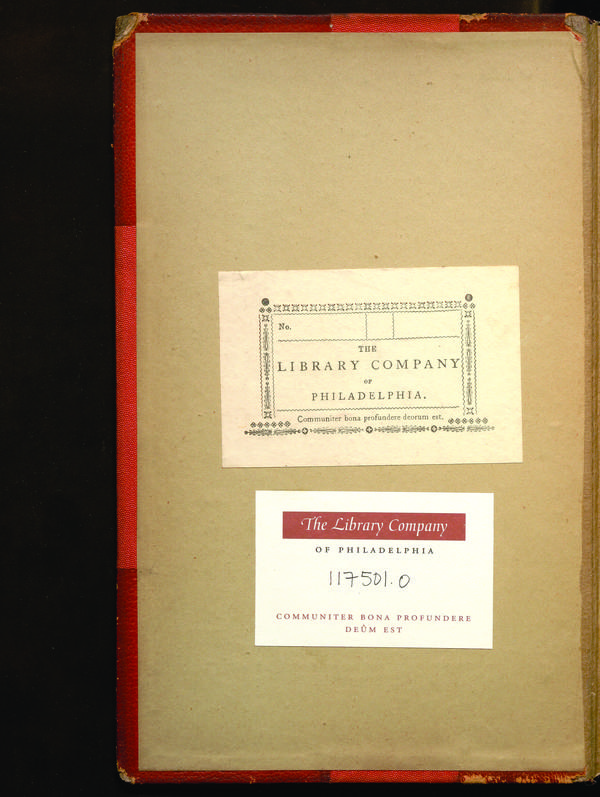 No.
THE
LIBRARY COMPANY
OF
PHILADELPHIA.
Communiter bona profundere deorum est.
The Library Company
OF PHILADELPHIA
117501.0
COMMUNITER BONA PROFUNDERE
DEÛM EST